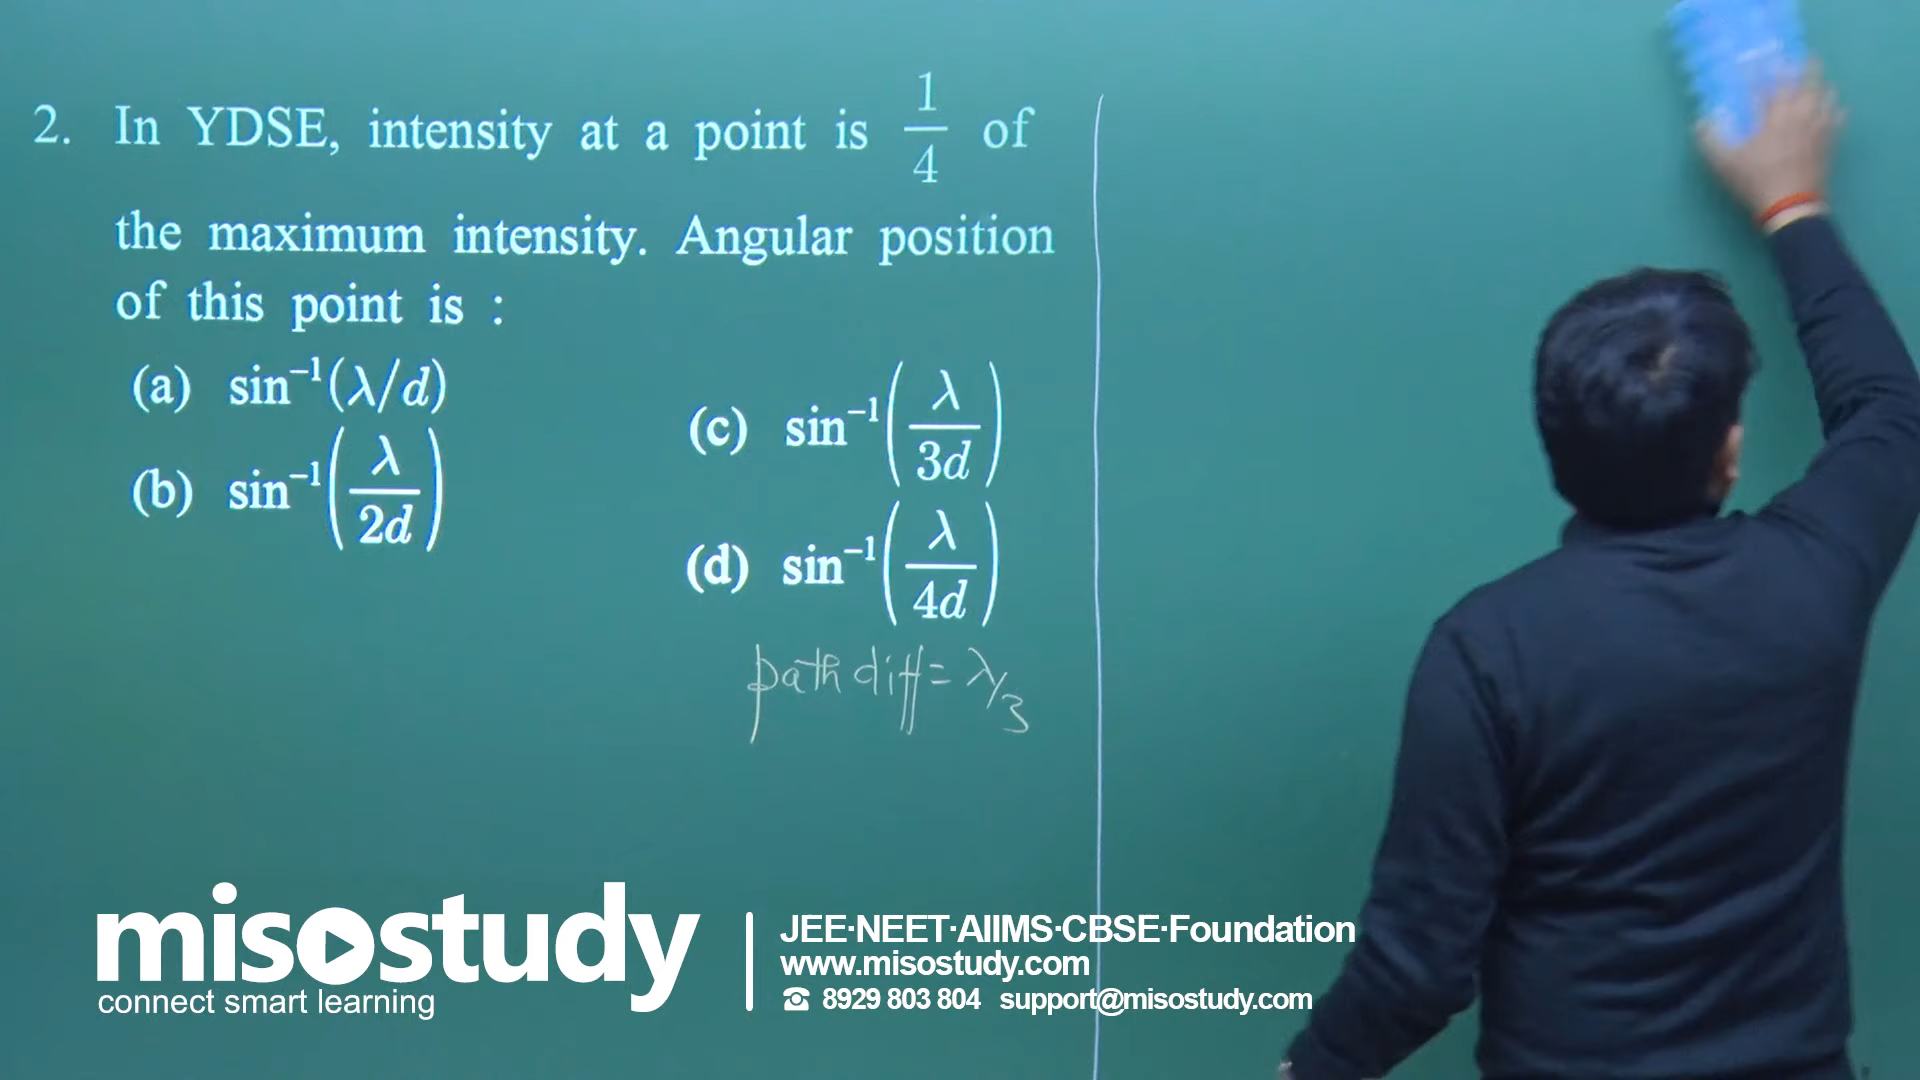 2. In YDSE, intensity at a point is 1/4 of
the maximum intensity. Angular position
of this point is :
(a) sin⁻¹(λ/d)
(b) sin⁻¹(λ/2d)
(c) sin⁻¹(λ/3d)
(d) sin⁻¹(λ/4d)
path diff = λ/3
misostudy
connect smart learning
JEE·NEET·AIIMS·CBSE·Foundation
www.misostudy.com
☎ 8929 803 804 support@misostudy.com